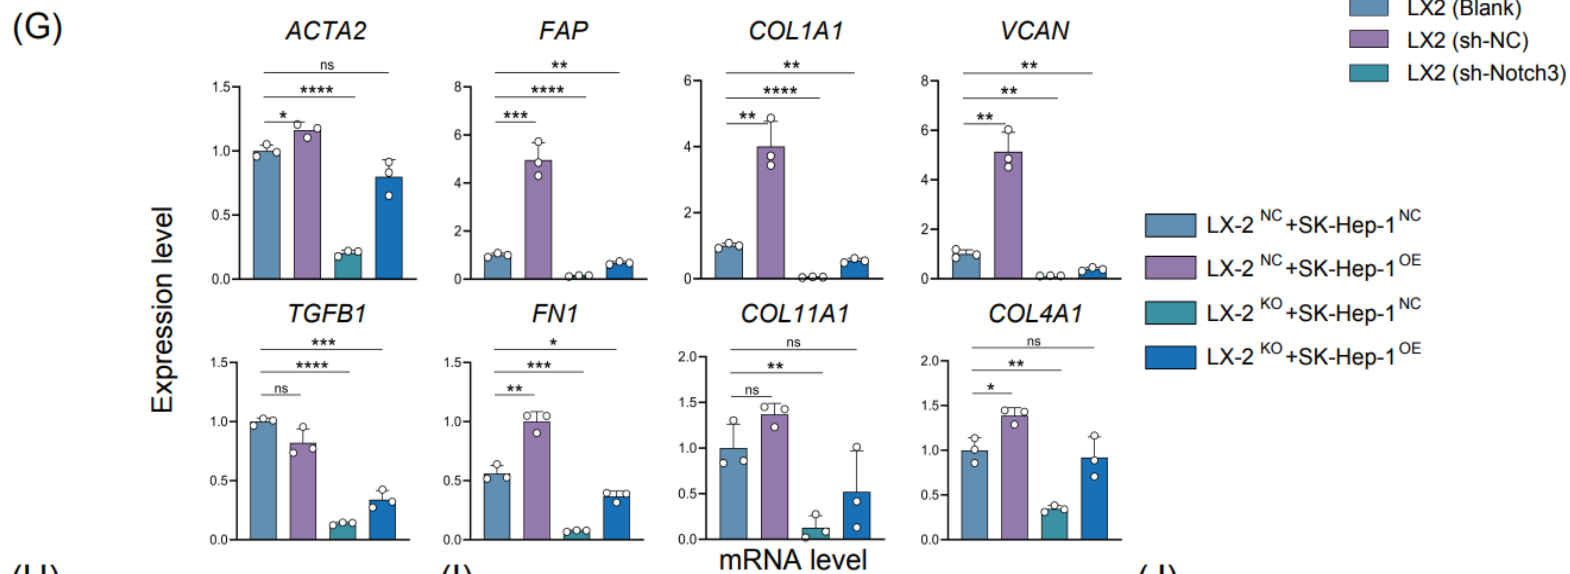 (G)
ACTA2 FAP COL1A1 VCAN
LX2 (Blank)
LX2 (sh-NC)
LX2 (sh-Notch3)
ns ** ** **
**** **** **** **
* *** ** **
1.5 8 6 8
1.0 6 4 6
0.5 4 2 4
0.0 2 0 2
0 0
Expression level
LX-2 NC +SK-Hep-1 NC
LX-2 NC +SK-Hep-1 OE
LX-2 KO +SK-Hep-1 NC
LX-2 KO +SK-Hep-1 OE
TGFB1 FN1 COL11A1 COL4A1
*** * ns ns
**** *** ** **
ns ** ns *
1.5 1.5 2.0 2.0
1.0 1.0 1.5 1.5
0.5 0.5 1.0 1.0
0.0 0.0 0.5 0.5
0.0 0.0
mRNA level